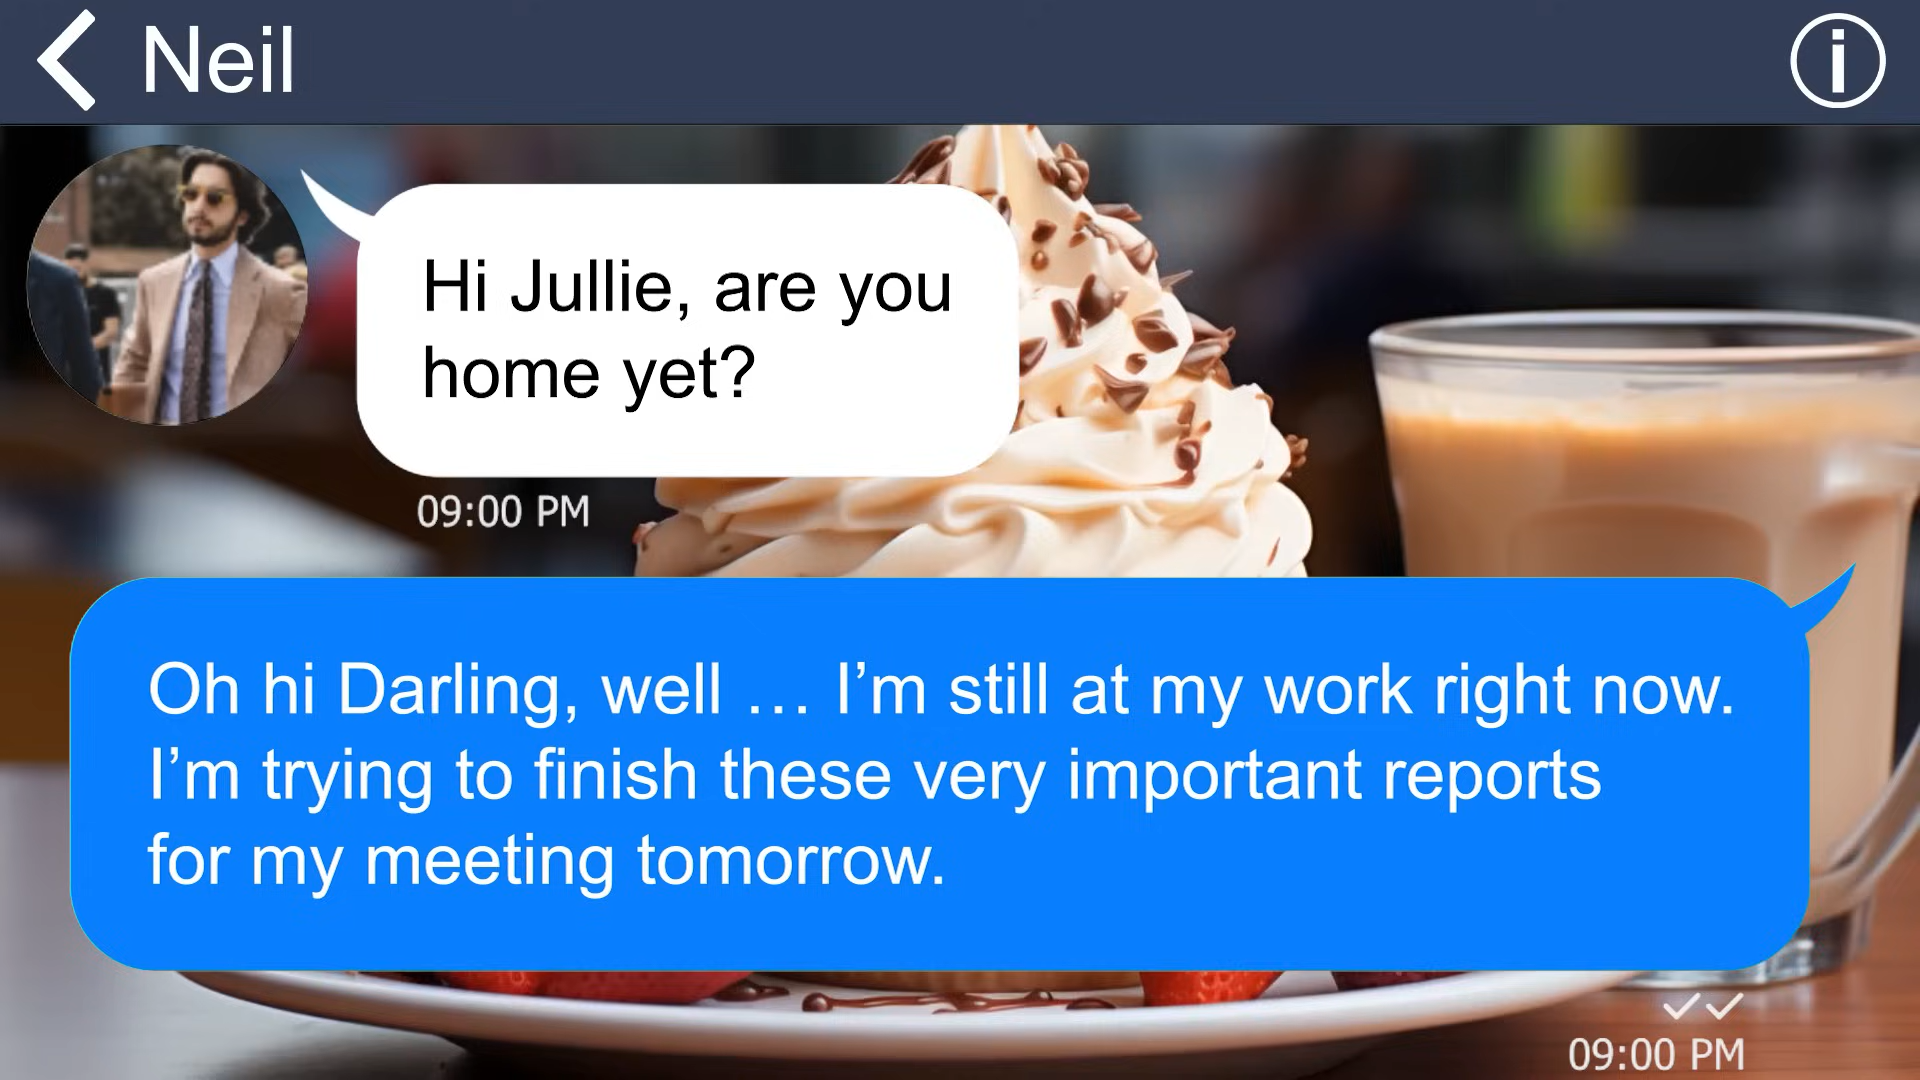 Neil
Hi Jullie, are you
home yet?
09:00 PM
Oh hi Darling, well … I’m still at my work right now.
I’m trying to finish these very important reports
for my meeting tomorrow.
09:00 PM